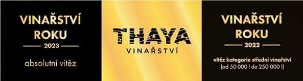 VINAŘSTVÍ
ROKU
2023
absolutní vítěz
THAYA
VINAŘSTVÍ
VINAŘSTVÍ
ROKU
2022
vítěz kategorie střední vinařství
(od 50 000 l do 250 000 l)